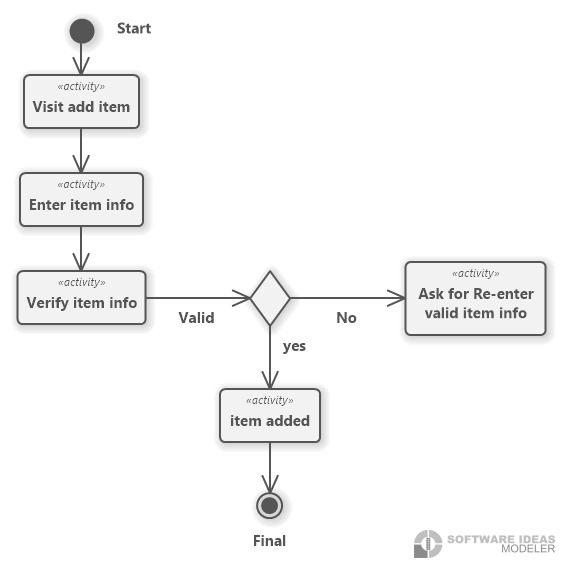 Start
«activity»
Visit add item
«activity»
Enter item info
«activity»
Verify item info
Valid
No
«activity»
Ask for Re-enter
valid item info
yes
«activity»
item added
Final
SOFTWARE IDEAS
MODELER